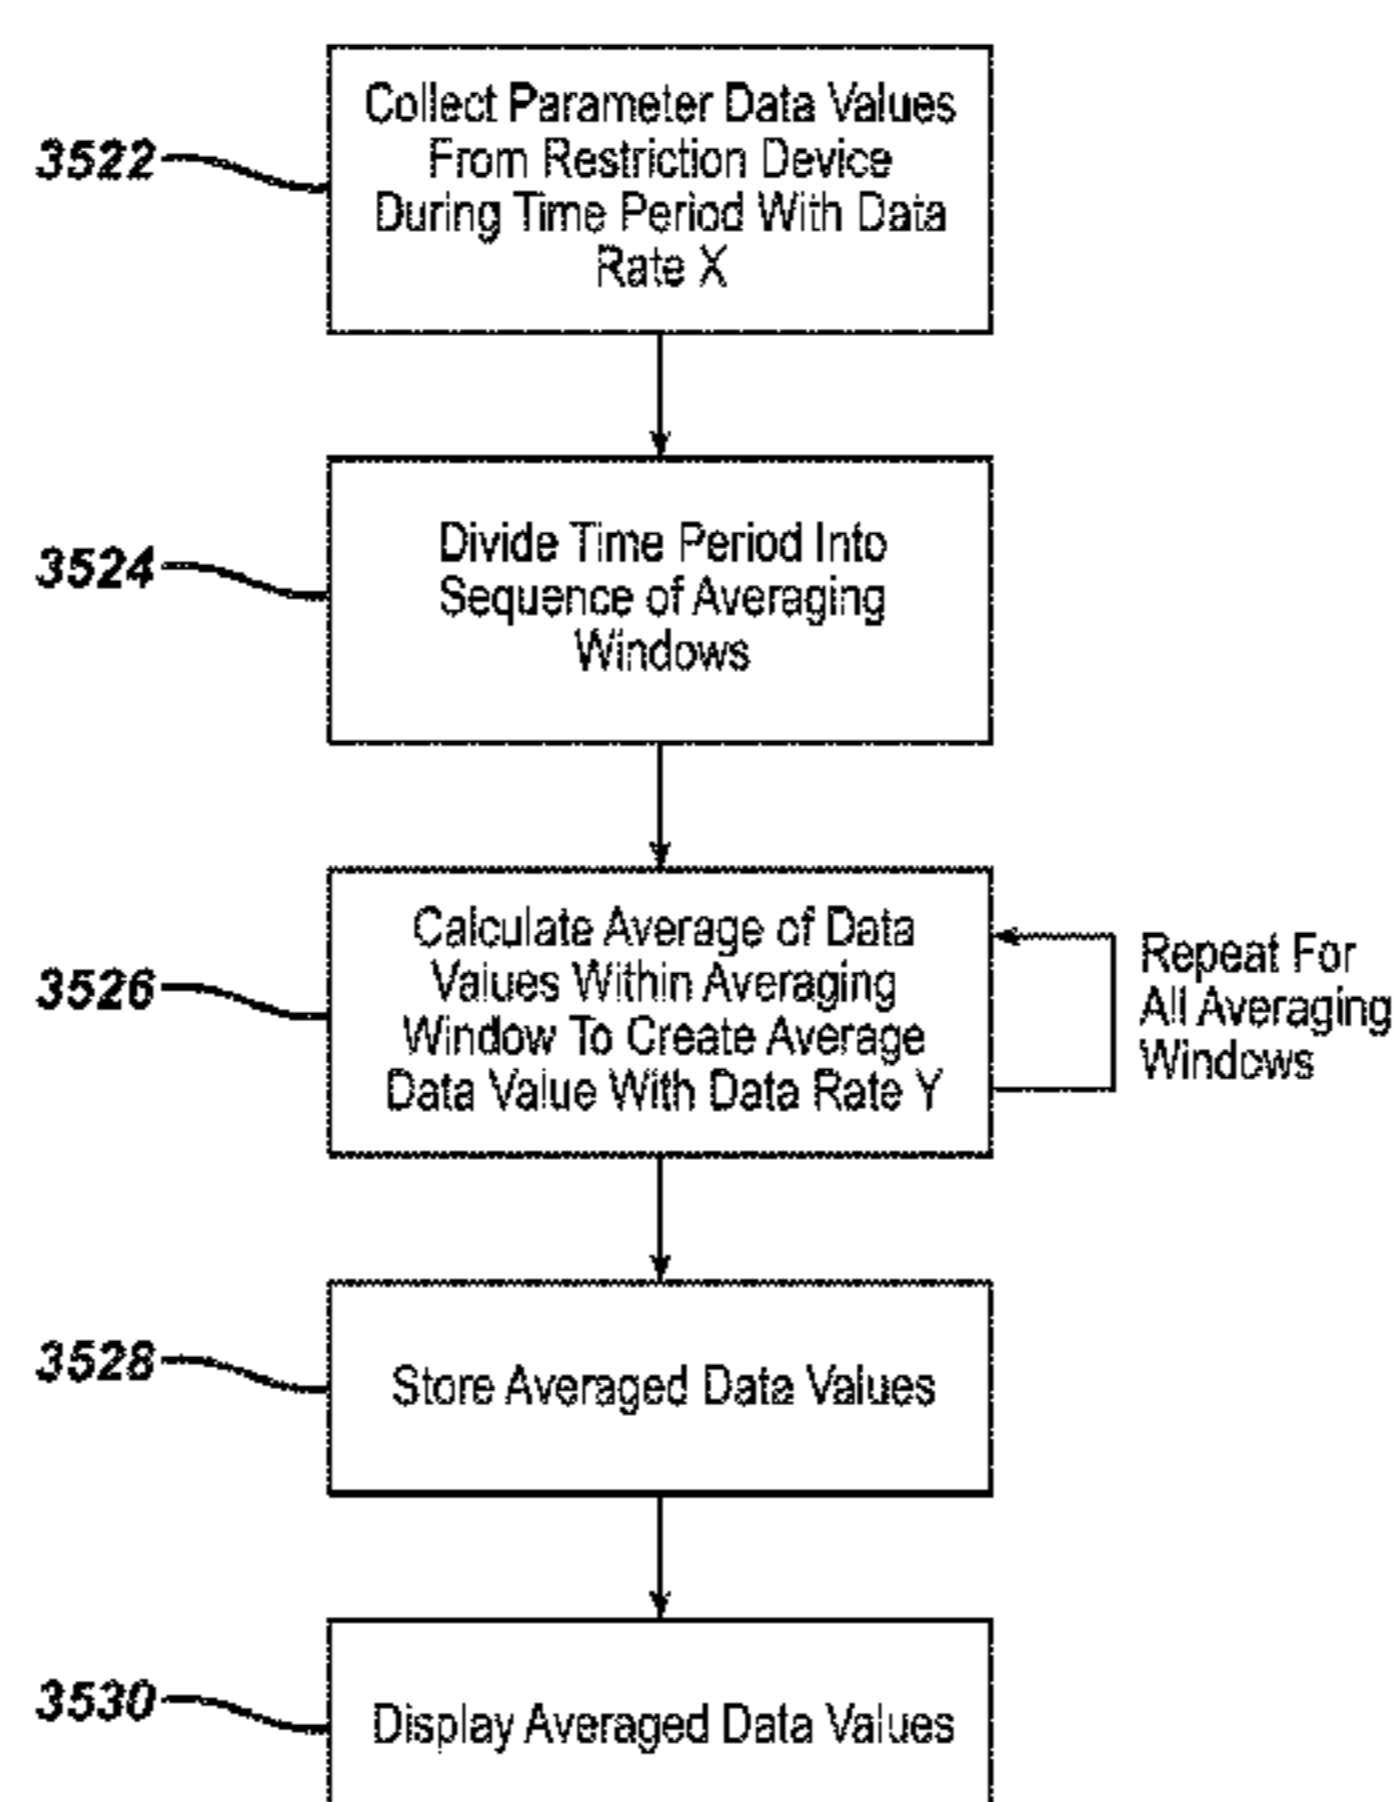 3522
Collect Parameter Data Values
From Restriction Device
During Time Period With Data
Rate X
3524
Divide Time Period Into
Sequence of Averaging
Windows
3526
Calculate Average of Data
Values Within Averaging
Window To Create Average
Data Value With Data Rate Y
Repeat For
All Averaging
Windows
3528
Store Averaged Data Values
3530
Display Averaged Data Values